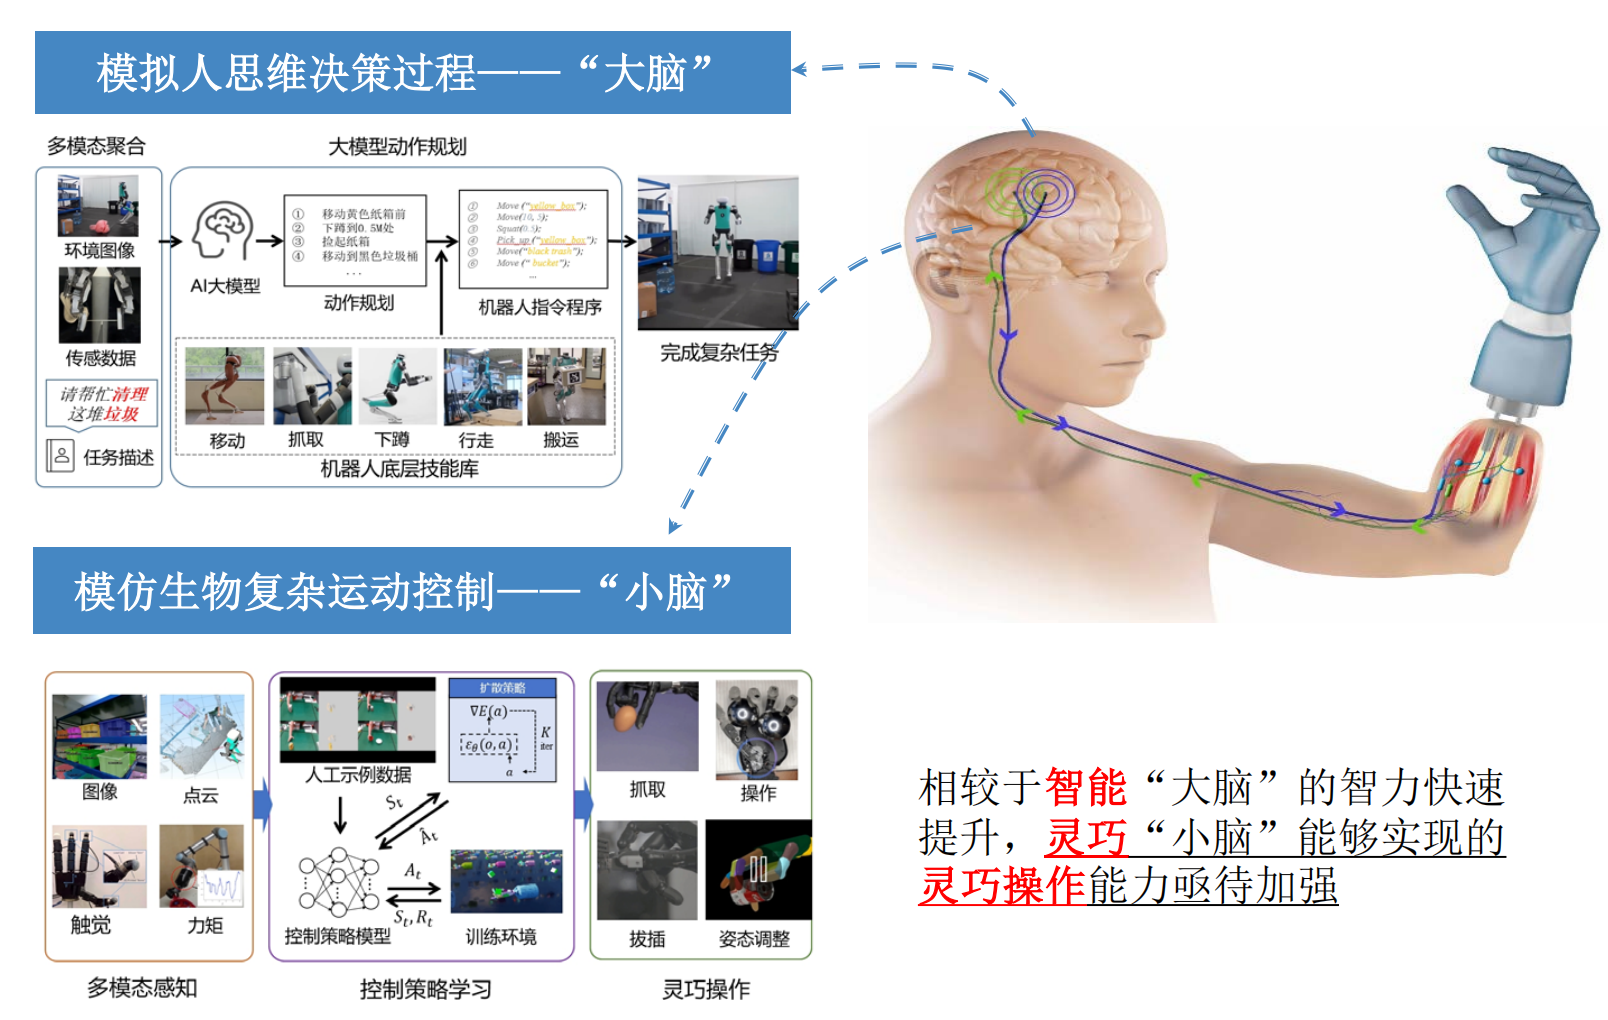 模拟人思维决策过程——“大脑”
多模态聚合
大模型动作规划
环境图像
传感数据
请帮忙清理
这堆垃圾
任务描述
AI大模型
① 移动黄色纸箱前
② 下蹲到0.5M处
③ 捡起纸箱
④ 移动到黑色垃圾桶
...
动作规划
① Move (“yellow_box”);
② Move(10, 5);
③ Squat(0.5);
④ Pick_up (“yellow_box”);
⑤ Move(“black trash”);
⑥ Move (“ bucket”);
...
机器人指令程序
完成复杂任务
移动
抓取
下蹲
行走
搬运
机器人底层技能库
模仿生物复杂运动控制——“小脑”
图像
点云
触觉
力矩
多模态感知
人工示例数据
扩散策略
∇E(a)
K
iter
εθ(o, a)
a
St
Ât
At
St, Rt
控制策略模型
训练环境
控制策略学习
抓取
操作
拔插
姿态调整
灵巧操作
相较于智能“大脑”的智力快速
提升，灵巧“小脑”能够实现的
灵巧操作能力亟待加强